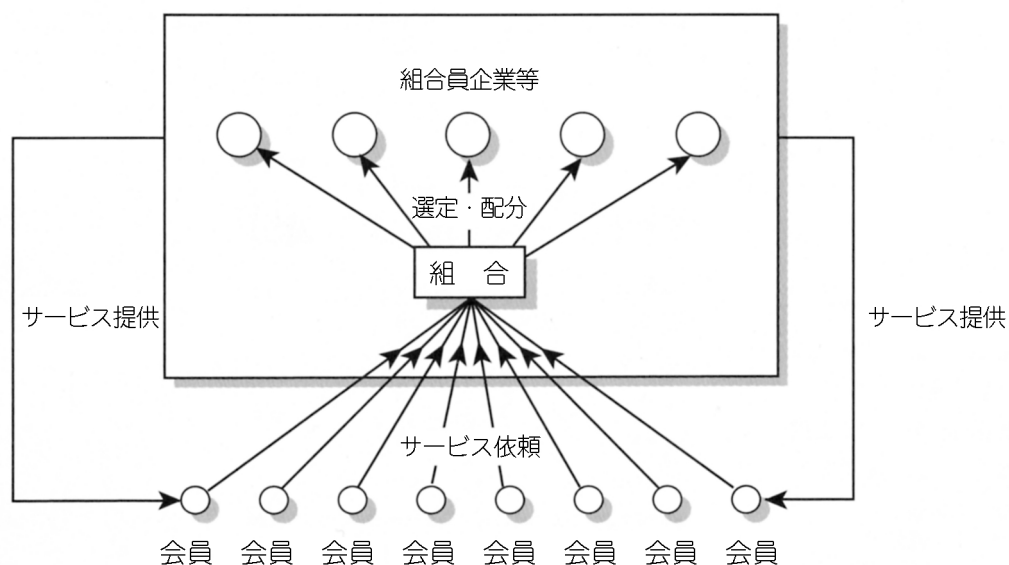 組合員企業等
選定・配分
組合
サービス提供
サービス提供
サービス依頼
会員 会員 会員 会員 会員 会員 会員 会員